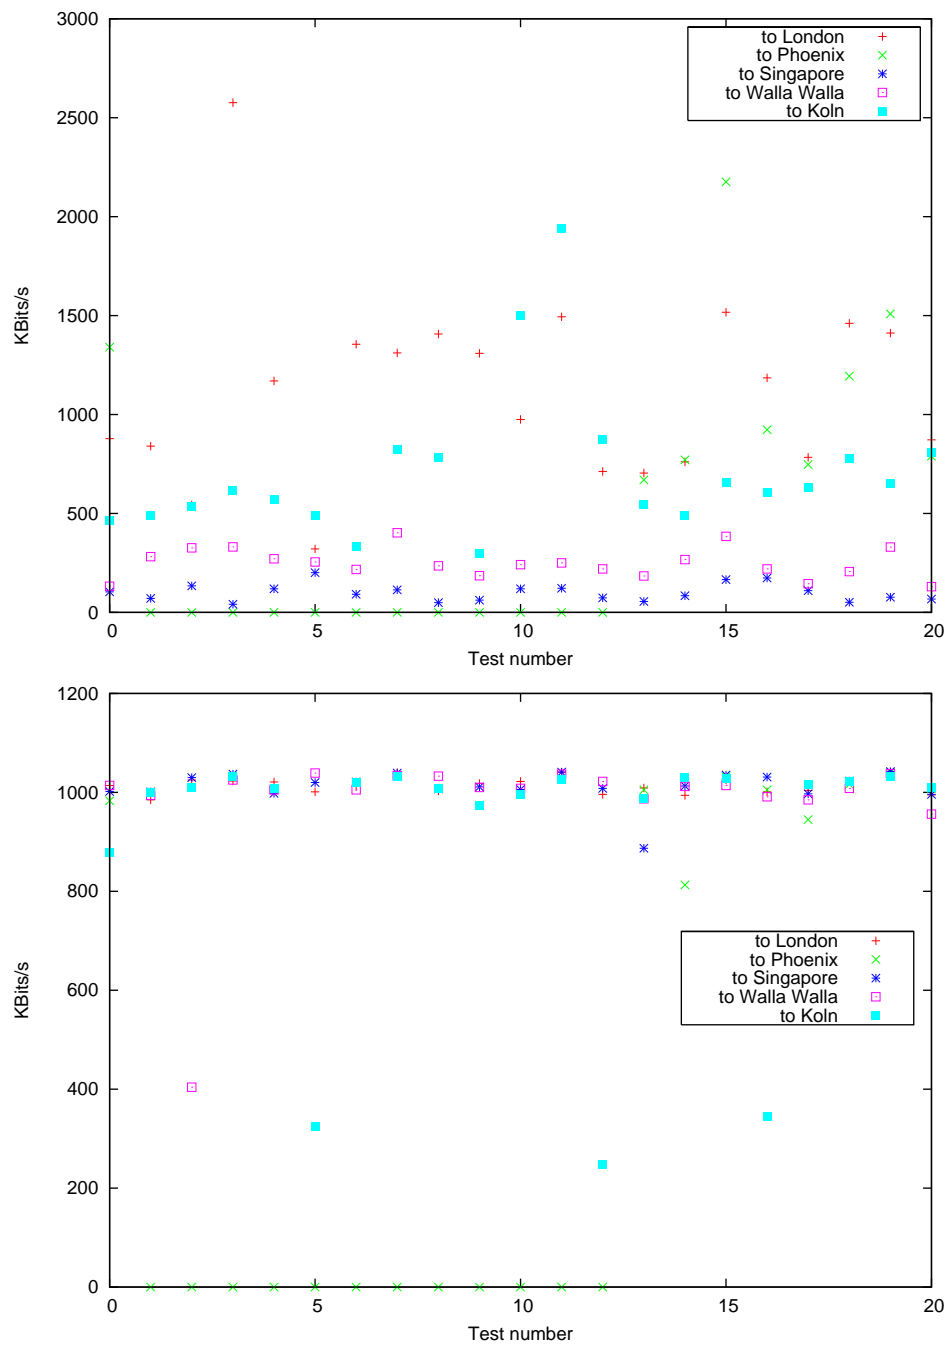 3000
2500
2000
1500
1000
500
0
KBits/s
to London
to Phoenix
to Singapore
to Walla Walla
to Koln
0 5 10 15 20
Test number
1200
1000
800
600
400
200
0
KBits/s
to London
to Phoenix
to Singapore
to Walla Walla
to Koln
0 5 10 15 20
Test number